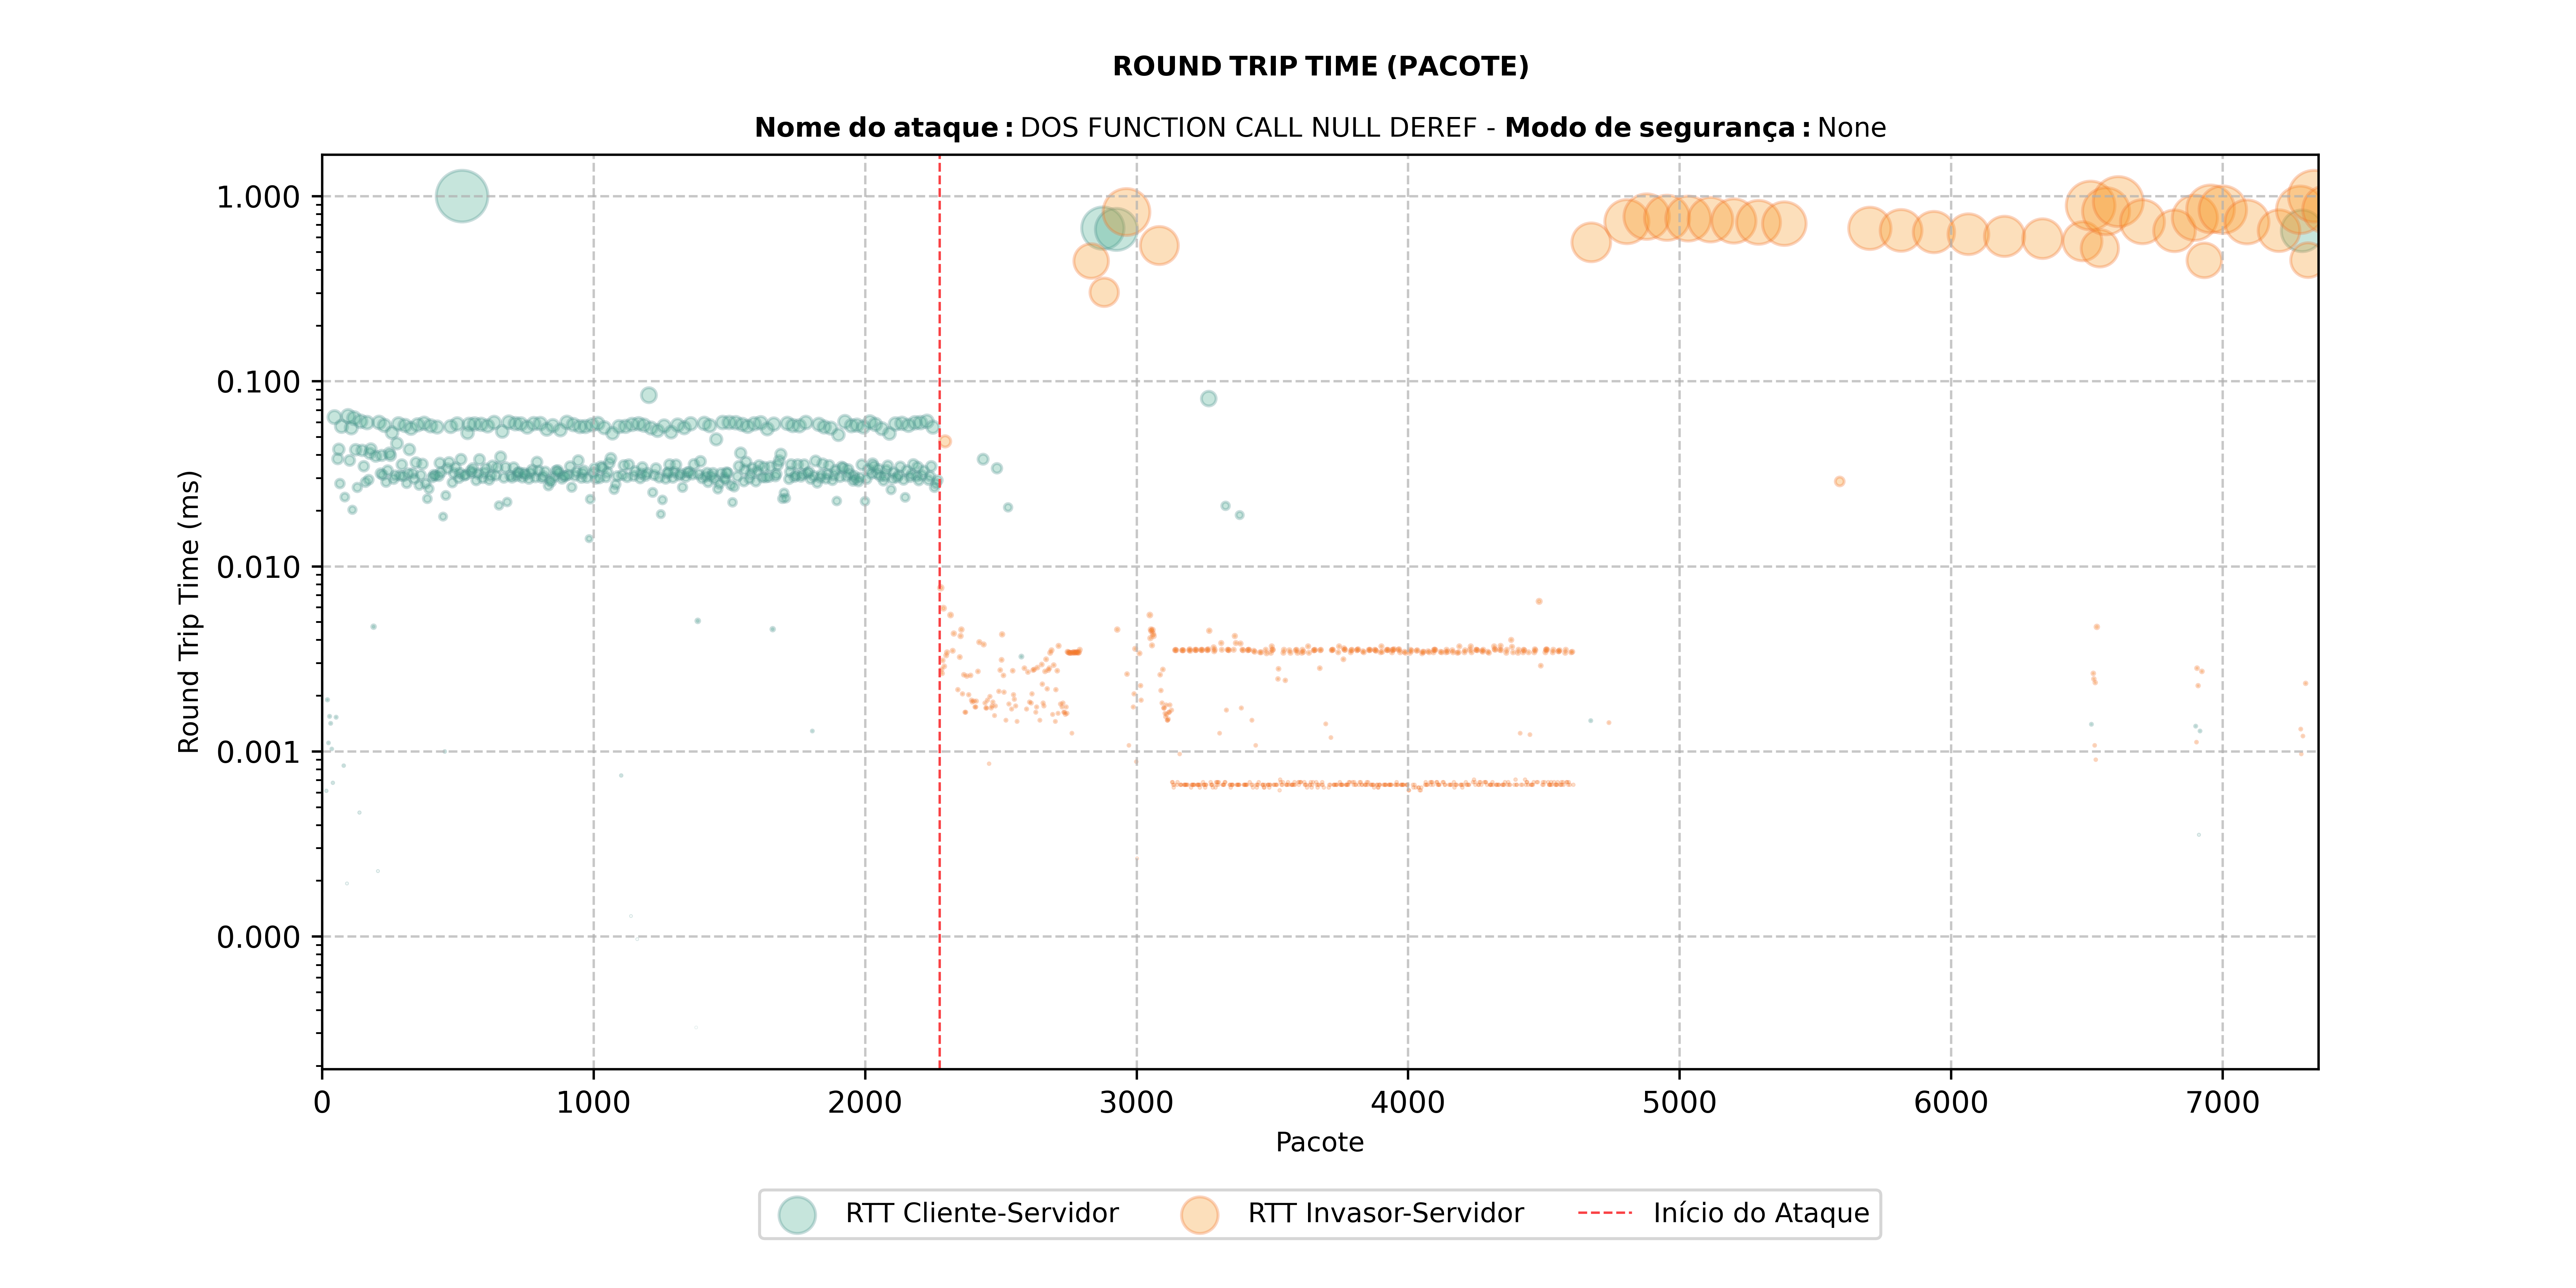 ROUND TRIP TIME (PACOTE)
Nome do ataque: DOS FUNCTION CALL NULL DEREF - Modo de segurança: None
Round Trip Time (ms)
1.000
0.100
0.010
0.001
0.000
0 1000 2000 3000 4000 5000 6000 7000
Pacote
RTT Cliente-Servidor RTT Invasor-Servidor Início do Ataque